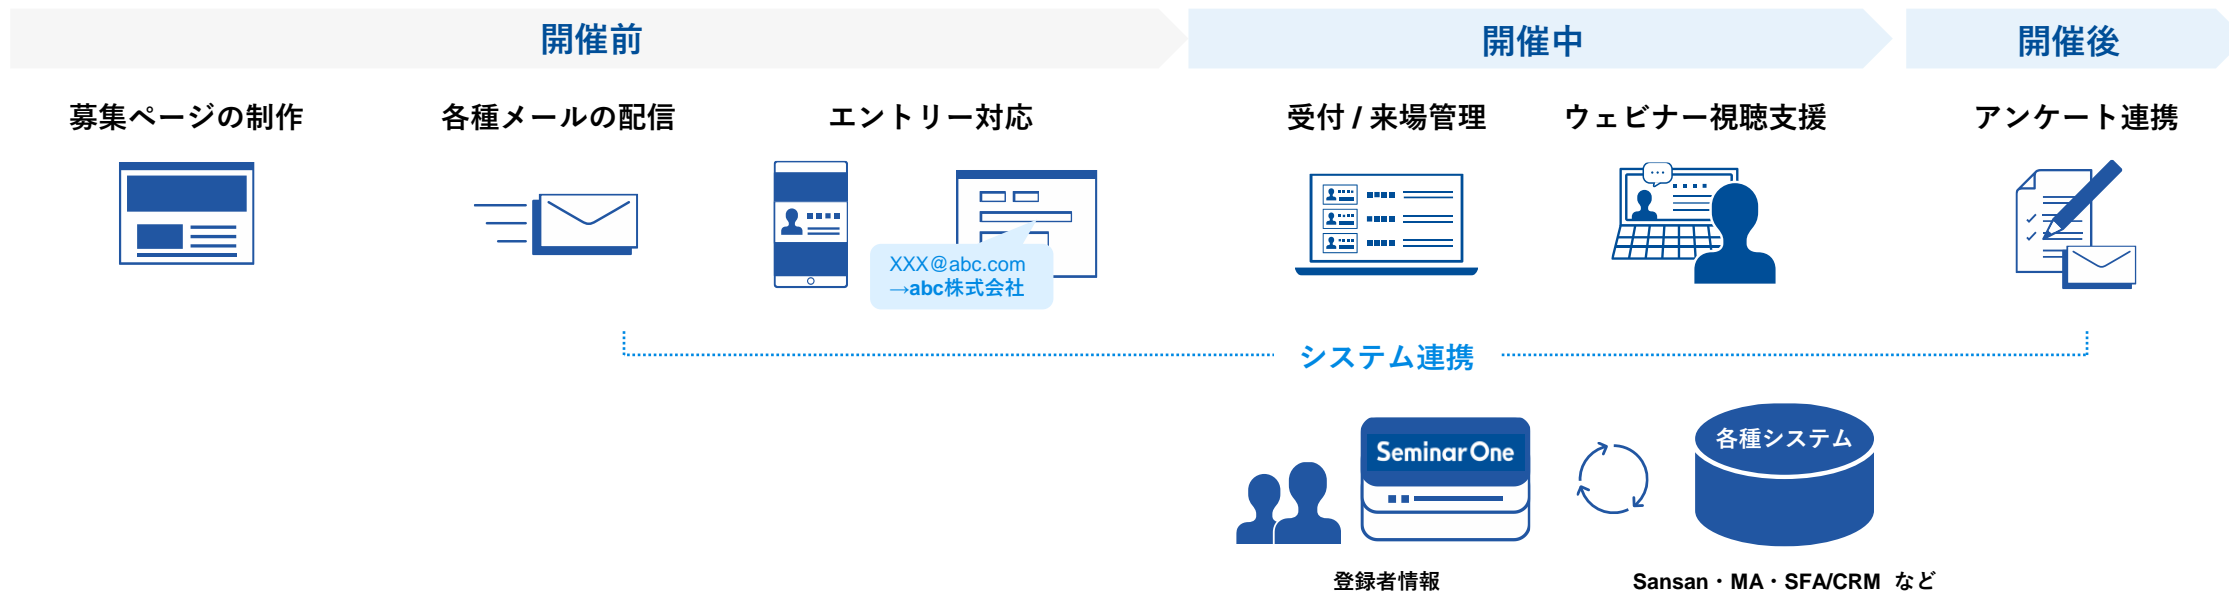 開催前
開催中
開催後
募集ページの制作
各種メールの配信
エントリー対応
受付 / 来場管理
ウェビナー視聴支援
アンケート連携
XXX@abc.com
→abc株式会社
システム連携
Seminar One
各種システム
登録者情報
Sansan・MA・SFA/CRM など